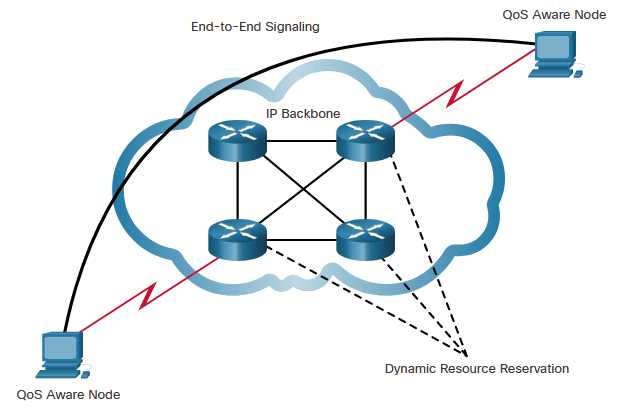 QoS Aware Node
End-to-End Signaling
IP Backbone
Dynamic Resource Reservation
QoS Aware Node